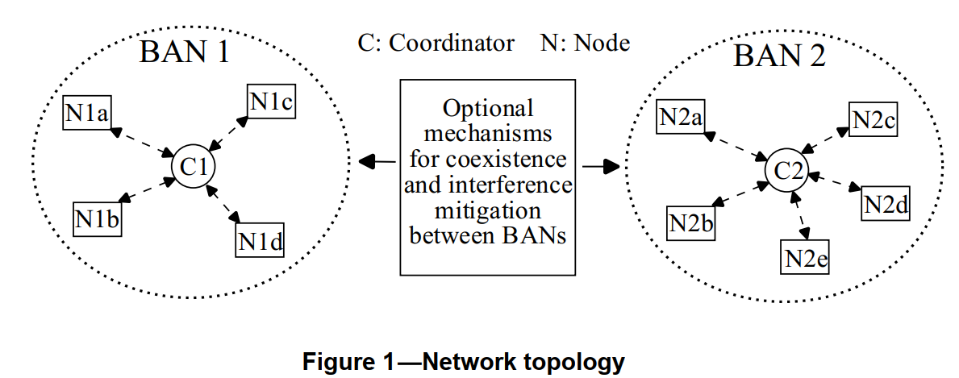 BAN 1
C: Coordinator N: Node
BAN 2
N1a
N1c
C1
N1b
N1d
Optional
mechanisms
for coexistence
and interference
mitigation
between BANs
N2a
N2c
C2
N2b
N2d
N2e
Figure 1—Network topology